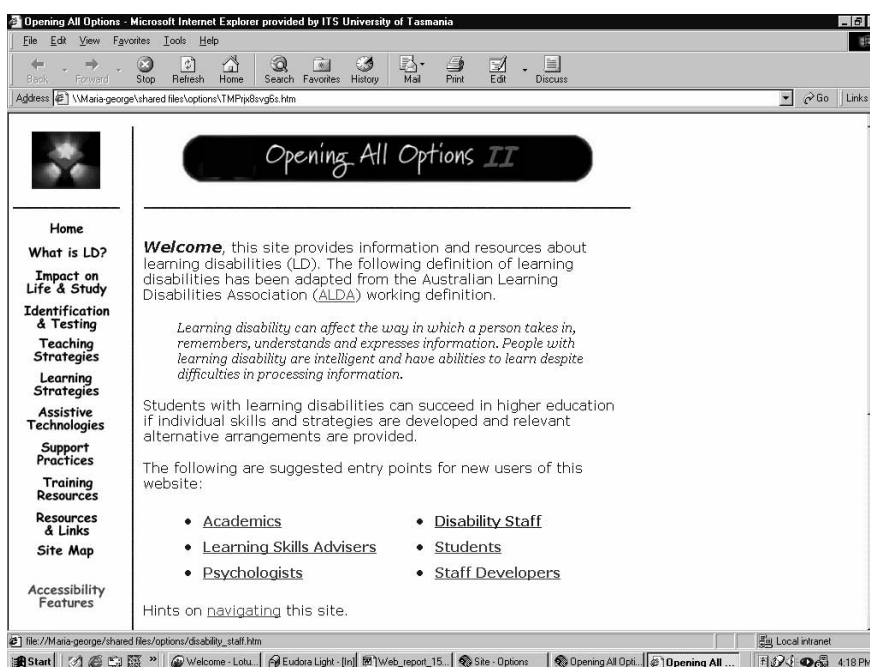 Opening All Options - Microsoft Internet Explorer provided by ITS University of Tasmania
File Edit View Favorites Tools Help
Back Forward Stop Refresh Home Search Favorites History Mail Print Edit Discuss
Address \\Maria-george\shared files\options\TMPrjx8svg6s.htm Go Links
Opening All Options II
Home
What is LD?
Impact on
Life & Study
Identification
& Testing
Teaching
Strategies
Learning
Strategies
Assistive
Technologies
Support
Practices
Training
Resources
Resources
& Links
Site Map
Accessibility
Features
Welcome, this site provides information and resources about
learning disabilities (LD). The following definition of learning
disabilities has been adapted from the Australian Learning
Disabilities Association (ALDA) working definition.
Learning disability can affect the way in which a person takes in,
remembers, understands and expresses information. People with
learning disability are intelligent and have abilities to learn despite
difficulties in processing information.
Students with learning disabilities can succeed in higher education
if individual skills and strategies are developed and relevant
alternative arrangements are provided.
The following are suggested entry points for new users of this
website:
• Academics • Disability Staff
• Learning Skills Advisers • Students
• Psychologists • Staff Developers
Hints on navigating this site.
file://Maria-george/shared files/options/disability_staff.htm Local intranet
Start » Welcome - Lotu... Eudora Light - [In] Web_report_15... Site - Options Opening All Opti... Opening All ... 4:18 PM